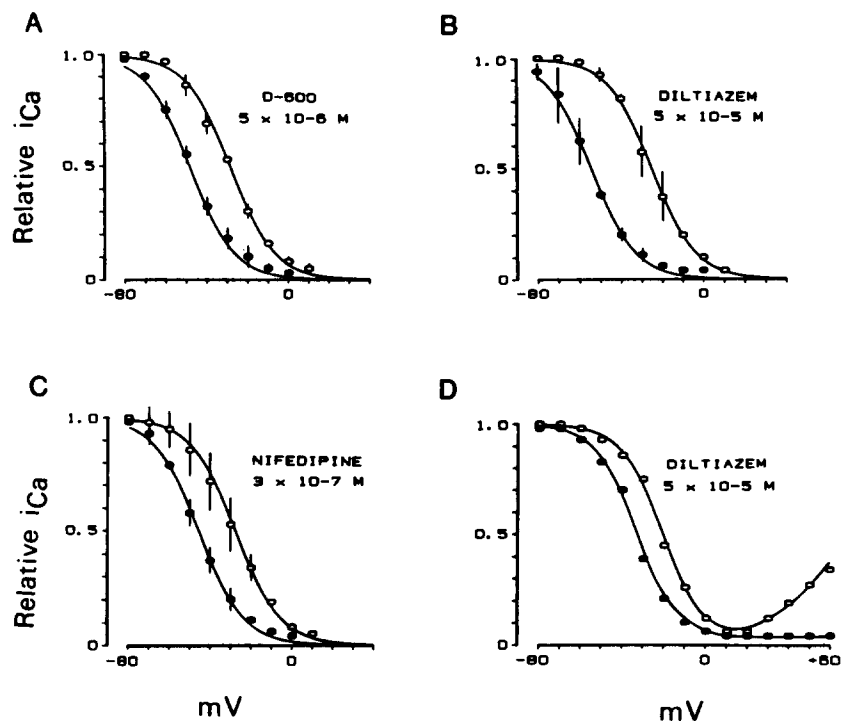 A
1.0
0.5
0
D-600
5 × 10-6 M
Relative iCa
-80
0
B
1.0
0.5
0
DILTIAZEM
5 × 10-5 M
-80
0
C
1.0
0.5
0
NIFEDIPINE
3 × 10-7 M
Relative iCa
-80
0
mV
D
1.0
0.5
0
DILTIAZEM
5 × 10-5 M
-80
0
+60
mV